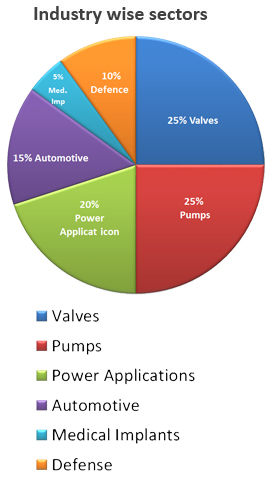 Industry wise sectors
5%
Med.
Imp
10%
Defence
25% Valves
15% Automotive
20%
Power
Applicat icon
25%
Pumps
Valves
Pumps
Power Applications
Automotive
Medical Implants
Defense